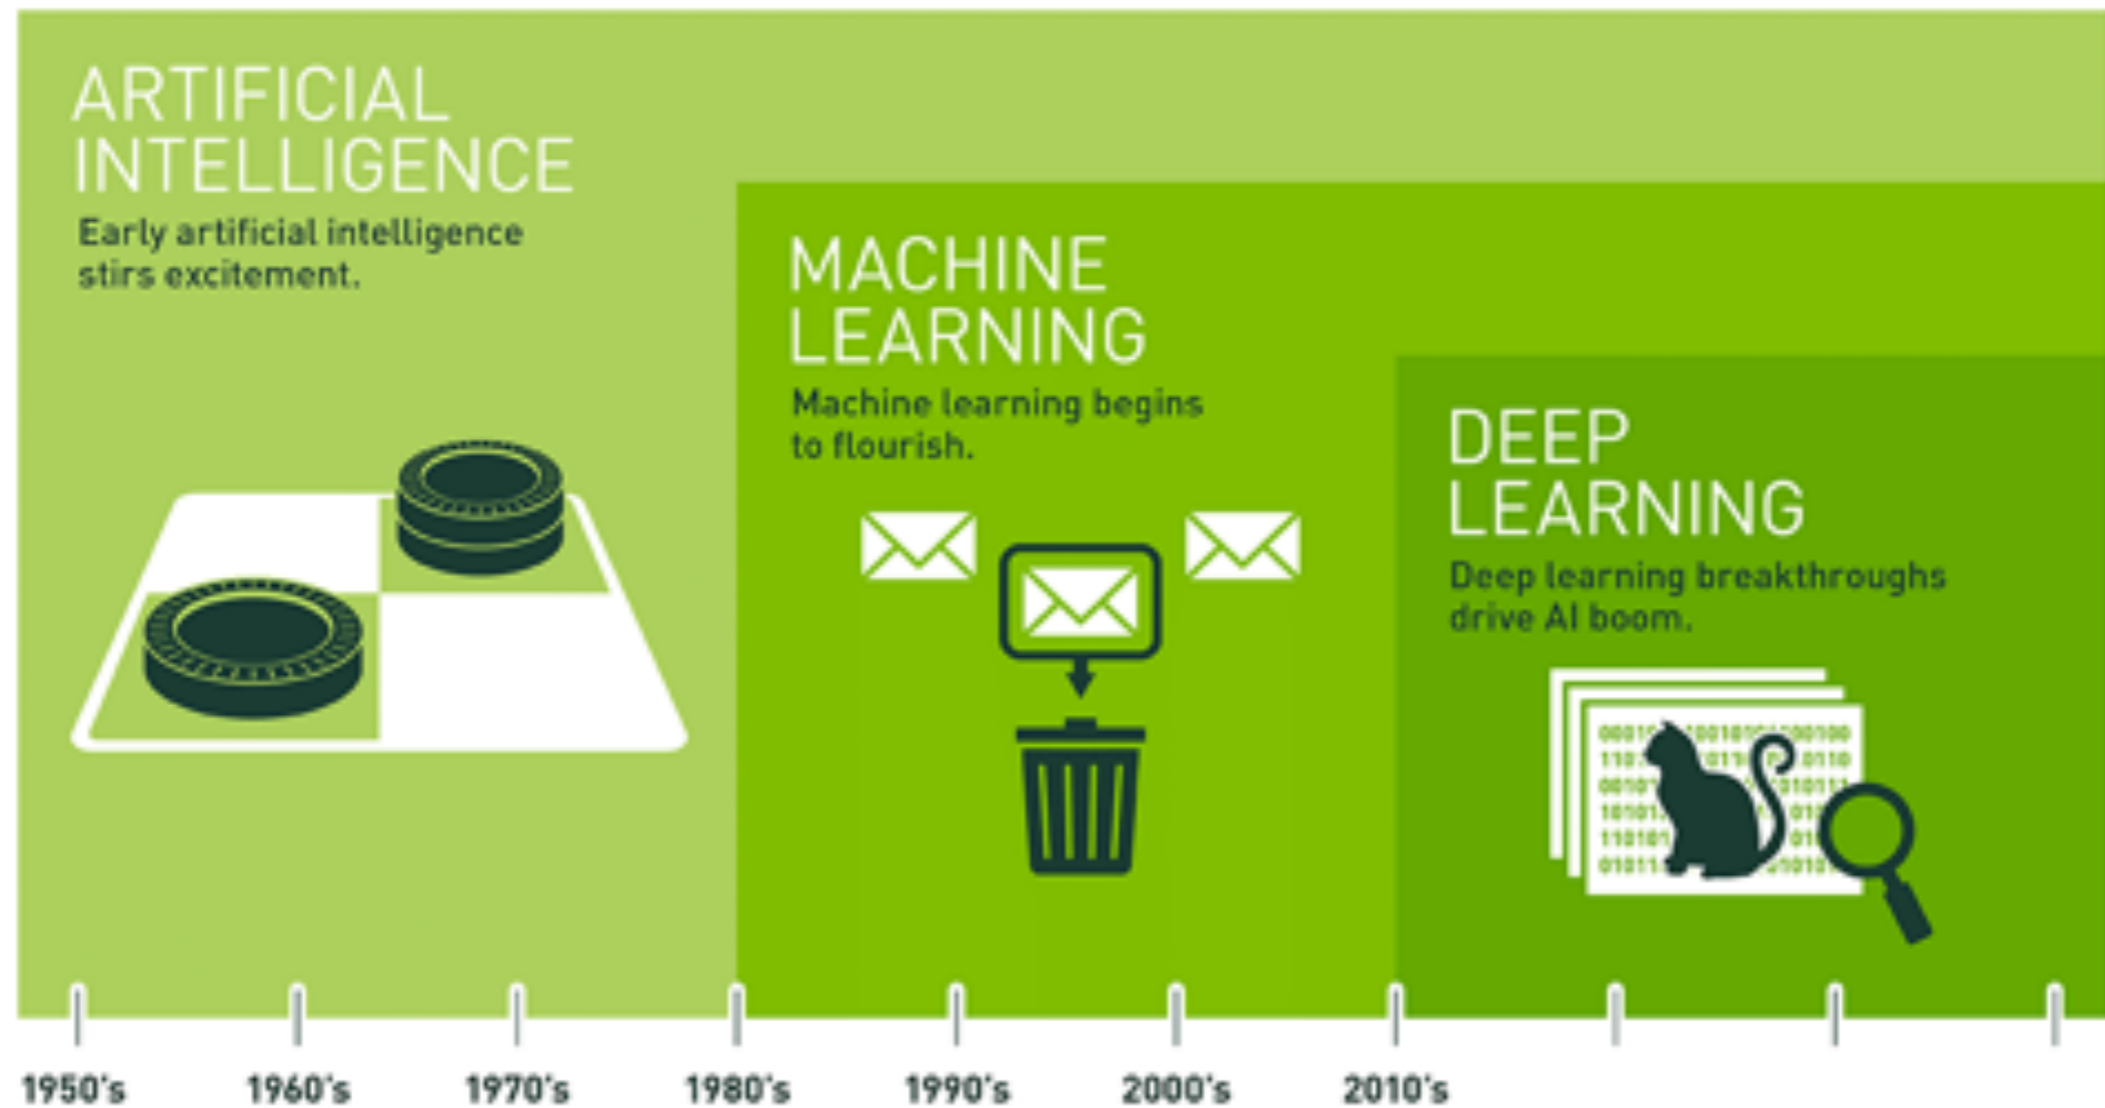 ARTIFICIAL
INTELLIGENCE
Early artificial intelligence
stirs excitement.
MACHINE
LEARNING
Machine learning begins
to flourish.
DEEP
LEARNING
Deep learning breakthroughs
drive AI boom.
1950's 1960's 1970's 1980's 1990's 2000's 2010's